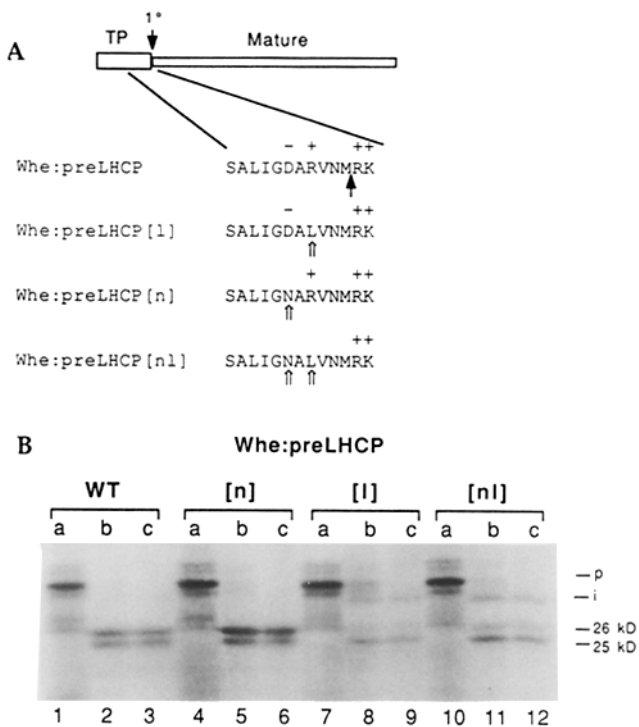 1°
TP
Mature
A
- + ++
Whe:preLHCP SALIGDARVNMRK
- ++
Whe:preLHCP[l] SALIGDALVNMRK
+ ++
Whe:preLHCP[n] SALIGNARVNMRK
++
Whe:preLHCP[nl] SALIGNALVNMRK
B Whe:preLHCP
WT [n] [l] [nl]
a b c a b c a b c a b c
p
i
26 kD
25 kD
1 2 3 4 5 6 7 8 9 10 11 12